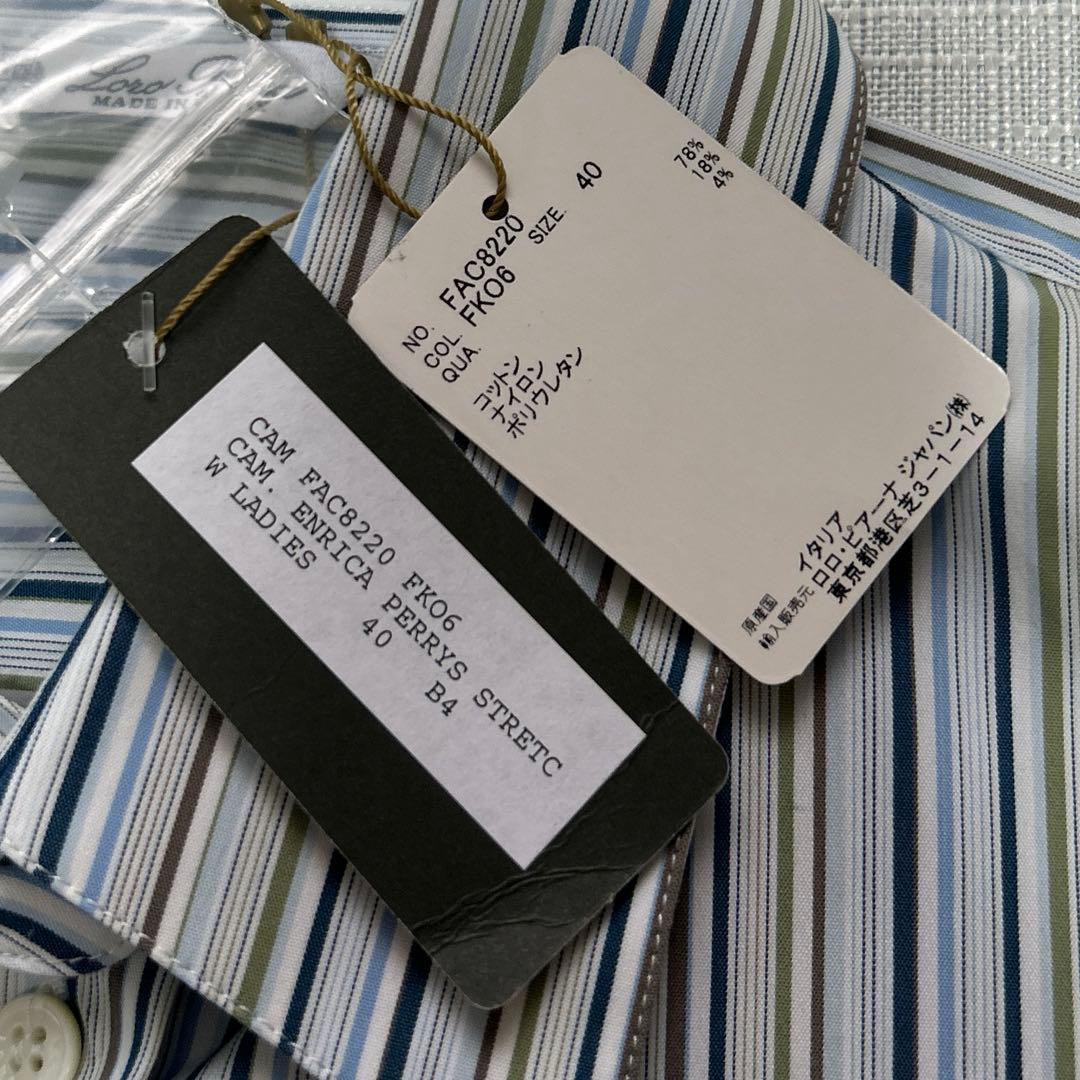 Loro
MADE IN
NO. FAC8220 SIZE. 40
COL. FKO6
QUA.
コットン 78%
ナイロン 18%
ポリウレタン 4%
原産国 イタリア
輸入販売元 ロロ・ピアーナ ジャパン㈱
東京都港区芝3-1-14
CAM FAC8220 FKO6
CAM. ENRICA PERRYS STRETC
W LADIES 40 B4